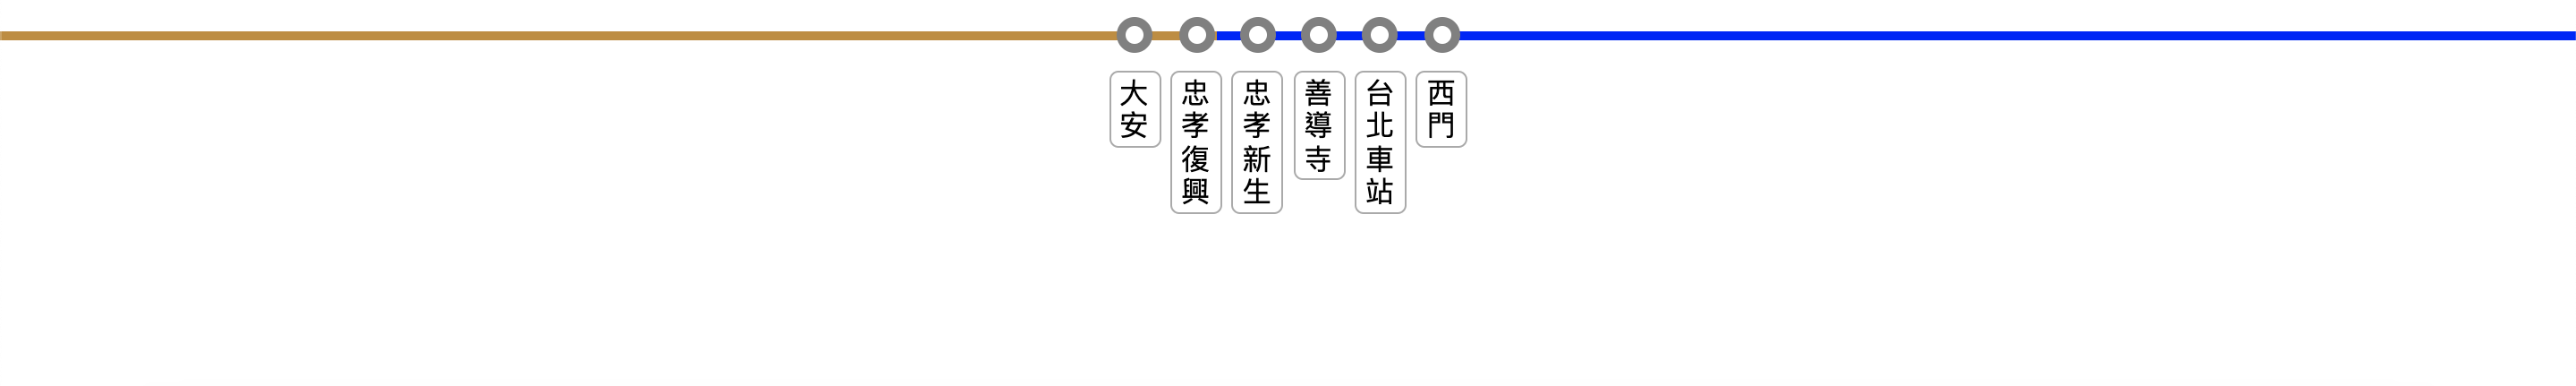 大安
忠孝復興
忠孝新生
善導寺
台北車站
西門